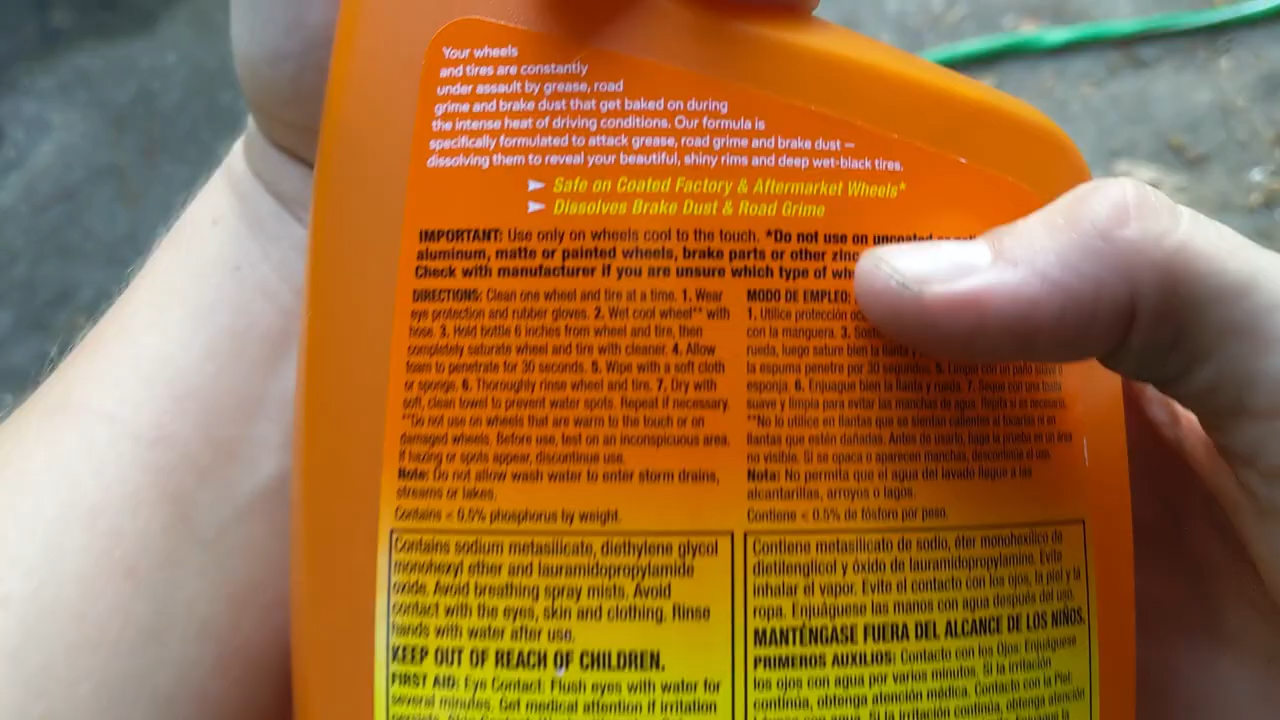 Your wheels
and tires are constantly
under assault by grease, road
grime and brake dust that get baked on during
the intense heat of driving conditions. Our formula is
specifically formulated to attack grease, road grime and brake dust —
dissolving them to reveal your beautiful, shiny rims and deep wet-black tires.
Safe on Coated Factory & Aftermarket Wheels*
Dissolves Brake Dust & Road Grime
IMPORTANT: Use only on wheels cool to the touch. *Do not use on uncoated
aluminum, matte or painted wheels, brake parts or other
Check with manufacturer if you are unsure which type of
DIRECTIONS: Clean one wheel and tire at a time. 1. Wear
eye protection and rubber gloves. 2. Wet cool wheel** with
hose. 3. Hold bottle 6 inches from wheel and tire, then
completely saturate wheel and tire with cleaner. 4. Allow
foam to penetrate for 30 seconds. 5. Wipe with a soft cloth
or sponge. 6. Thoroughly rinse wheel and tire. 7. Dry with
soft, clean towel to prevent water spots. Repeat if necessary.
**Do not use on wheels that are warm to the touch or on
damaged wheels. Before use, test on an inconspicuous area.
If hazing or spots appear, discontinue use.
Note: Do not allow wash water to enter storm drains,
streams or lakes.
Contains < 0.5% phosphorus by weight.
MODO DE EMPLEO:
1. Utilice protección
con la manguera. 3.
rueda, luego sature bien la llanta y
la espuma penetre por 30 segundos. 5. Limpie con un paño suave o
esponja. 6. Enjuague bien la llanta y rueda. 7. Seque con una toalla
suave y limpia para evitar las manchas de agua. Repita si es necesario.
**No lo utilice en llantas que se sientan calientes al tocarlas ni en
llantas que estén dañadas. Antes de usarlo, haga la prueba en un área
no visible. Si se opaca o aparecen manchas, descontinúe el uso.
Nota: No permita que el agua del lavado llegue a las
alcantarillas, arroyos o lagos.
Contiene < 0.5% de fósforo por peso.
Contains sodium metasilicate, diethylene glycol
monohexyl ether and lauramidopropylamide
oxide. Avoid breathing spray mists. Avoid
contact with the eyes, skin and clothing. Rinse
hands with water after use.
KEEP OUT OF REACH OF CHILDREN.
FIRST AID: Eye Contact: Flush eyes with water for
several minutes. Get medical attention if irritation
Contiene metasilicato de sodio, éter monohexílico de
dietilenglicol y óxido de lauramidopropylamine. Evite
inhalar el vapor. Evite el contacto con los ojos, la piel y la
ropa. Enjuáguese las manos con agua después del uso.
MANTÉNGASE FUERA DEL ALCANCE DE LOS NIÑOS.
PRIMEROS AUXILIOS: Contacto con los Ojos: Enjuáguese
los ojos con agua por varios minutos. Si la irritación
continúa, obtenga atención médica. Contacto con la Piel:
con agua. Si la irritación continúa, obtenga atención